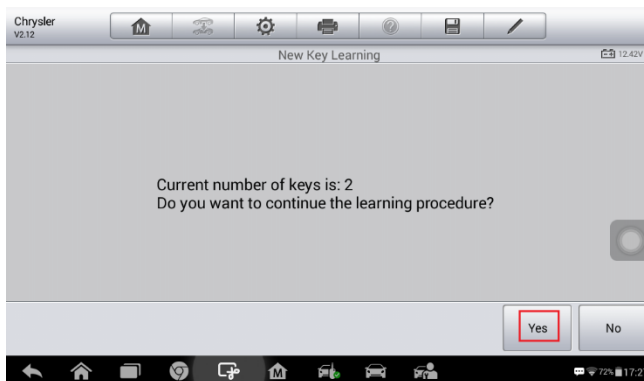 Chrysler
V2.12
New Key Learning
12.42V
Current number of keys is: 2
Do you want to continue the learning procedure?
Yes
No
72%